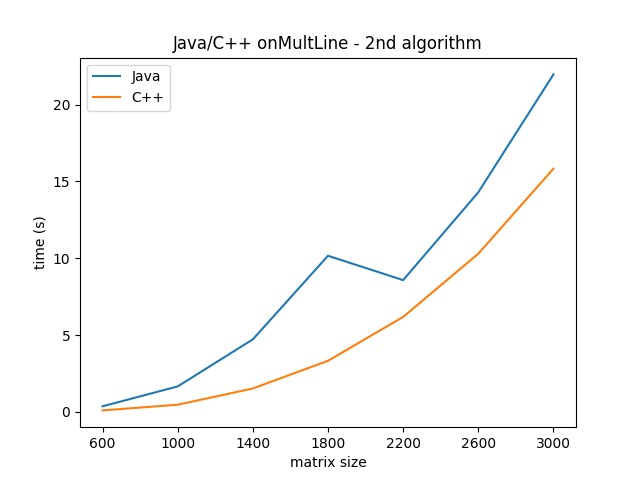 Java/C++ onMultLine - 2nd algorithm
Java
C++
20
15
10
5
0
time (s)
600 1000 1400 1800 2200 2600 3000
matrix size